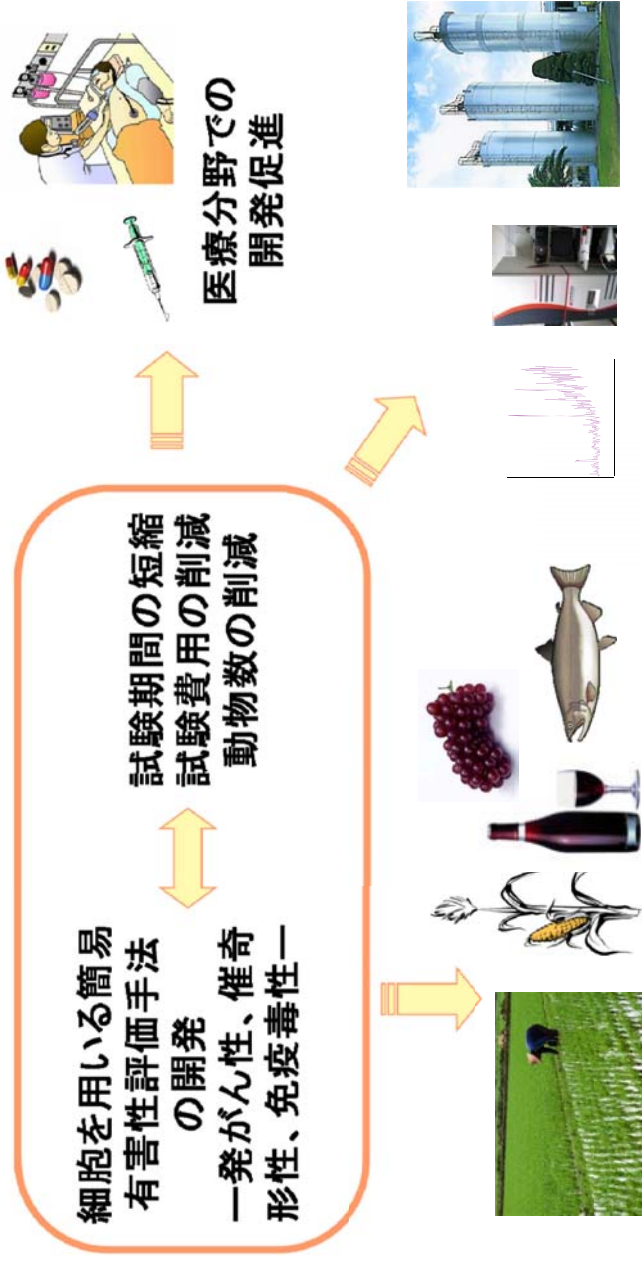 細胞を用いる簡易
有害性評価手法
の開発
ー発がん性、催奇
形性、免疫毒性ー
試験期間の短縮
試験費用の削減
動物数の削減
医療分野での
開発促進